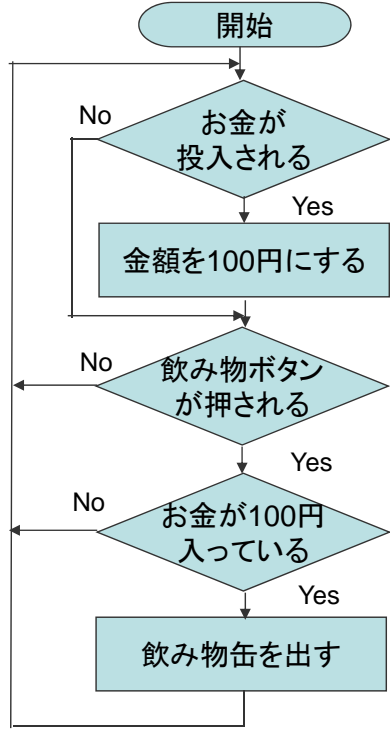 開始
No
お金が
投入される
Yes
金額を100円にする
No
飲み物ボタン
が押される
Yes
No
お金が100円
入っている
Yes
飲み物缶を出す